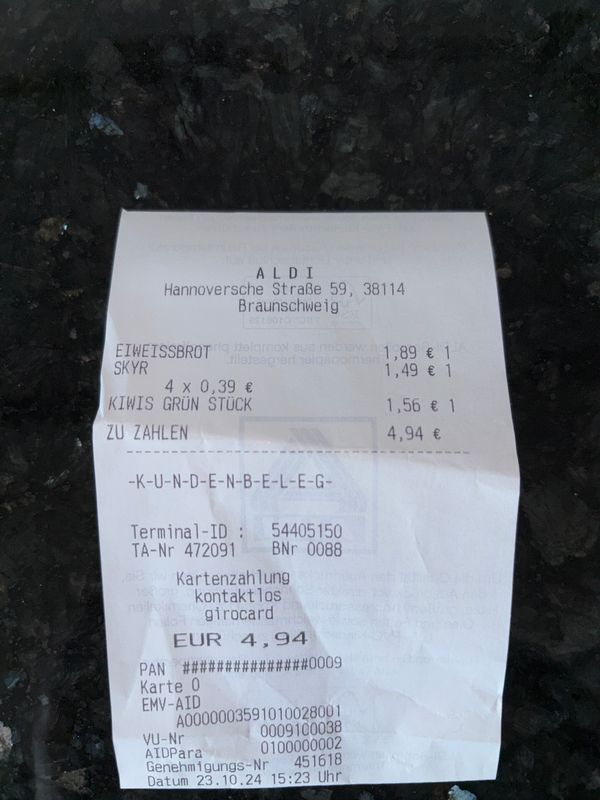 ALDI
Hannoversche Straße 59, 38114
Braunschweig
EIWEISSBROT 1,89 € 1
SKYR 1,49 € 1
4 x 0,39 €
KIWIS GRÜN STÜCK 1,56 € 1
ZU ZAHLEN 4,94 €
-K-U-N-D-E-N-B-E-L-E-G-
Terminal-ID : 54405150
TA-Nr 472091 BNr 0088
Kartenzahlung
kontaktlos
girocard
EUR 4,94
PAN ###############0009
Karte 0
EMV-AID
A0000003591010028001
VU-Nr 0009100038
AIDPara 0100000002
Genehmigungs-Nr 451618
Datum 23.10.24 15:23 Uhr